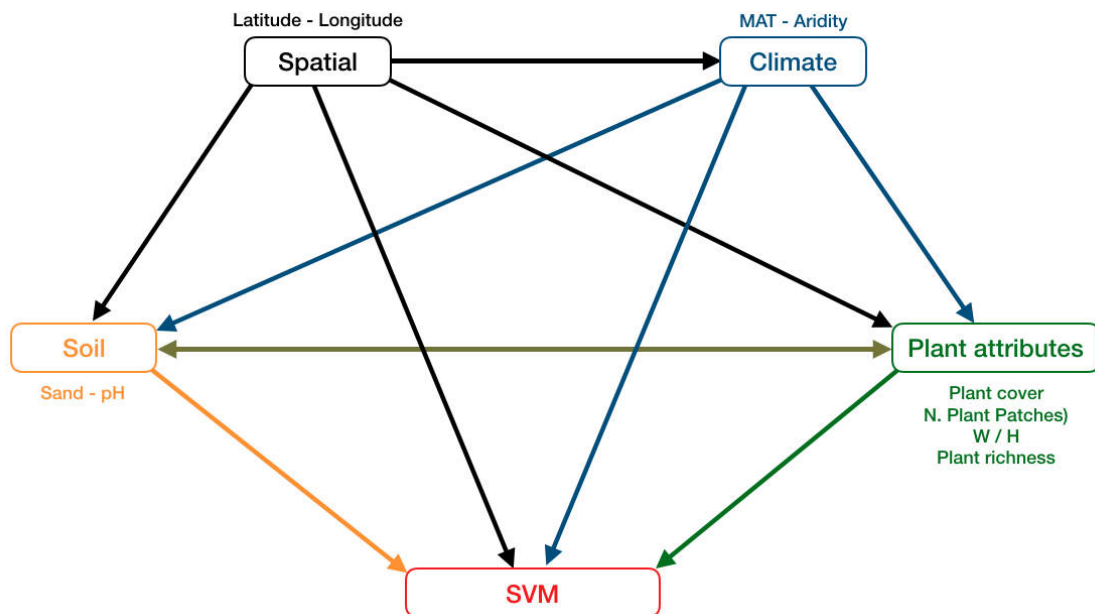 Latitude - Longitude
MAT - Aridity
Spatial
Climate
Soil
Plant attributes
Sand - pH
Plant cover
N. Plant Patches)
W / H
Plant richness
SVM